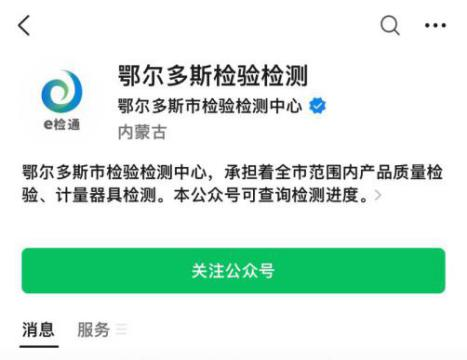 鄂尔多斯检验检测
鄂尔多斯市检验检测中心
e检通
内蒙古
鄂尔多斯市检验检测中心，承担着全市范围内产品质量检
验、计量器具检测。本公众号可查询检测进度。
关注公众号
消息 服务